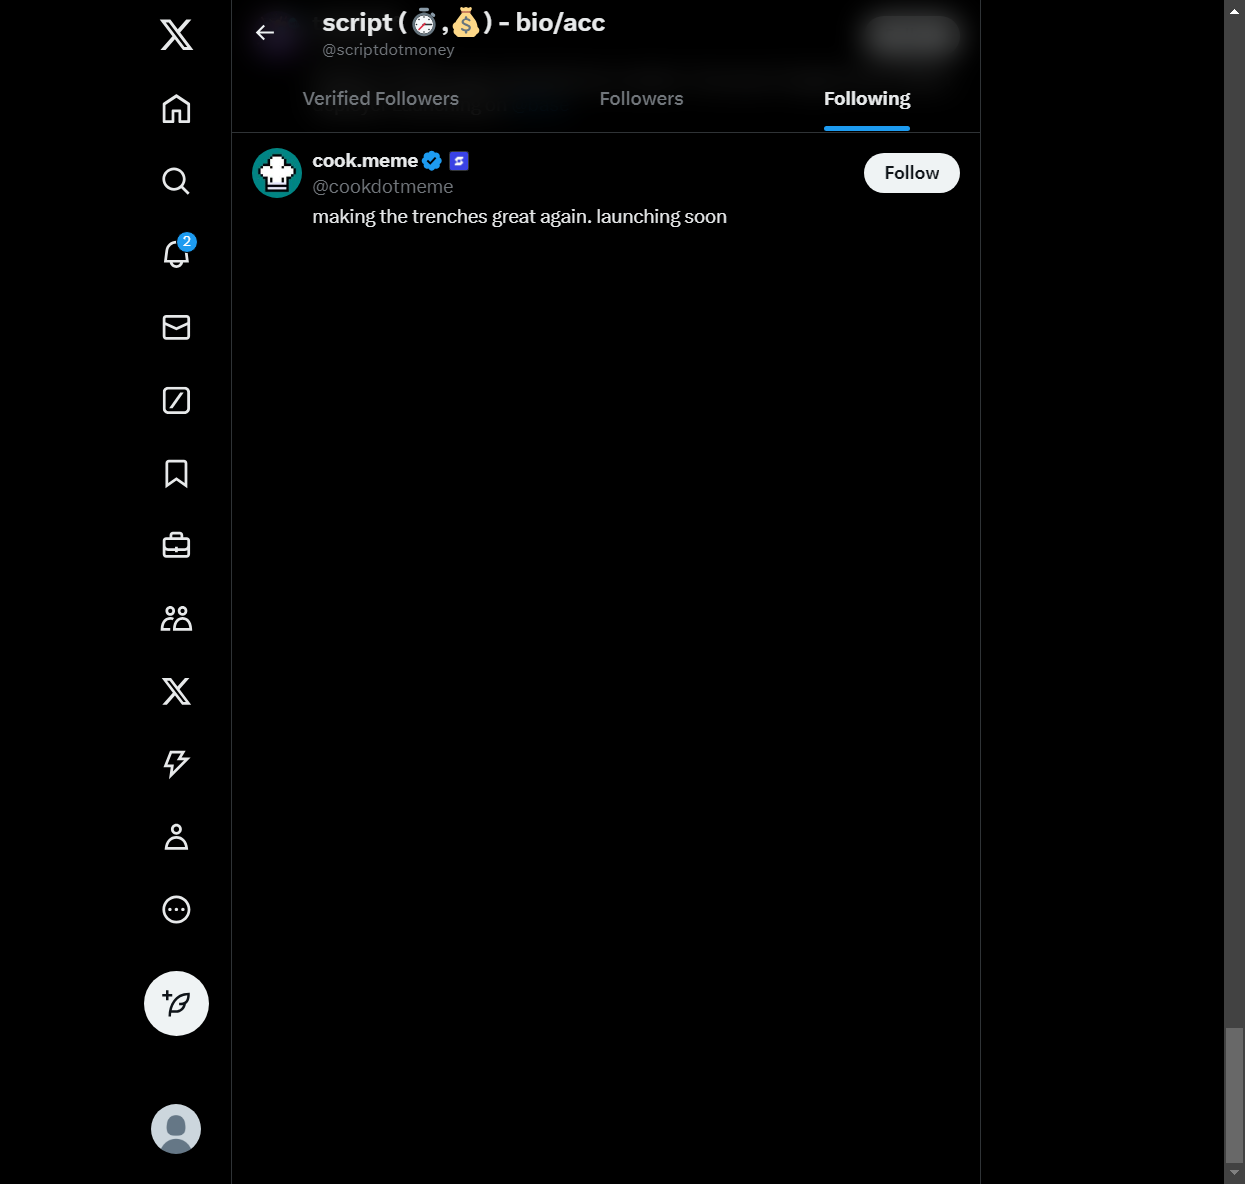 script (⏱️,💰) - bio/acc
@scriptdotmoney
Verified Followers
Followers
Following
cook.meme
@cookdotmeme
Follow
making the trenches great again. launching soon
2